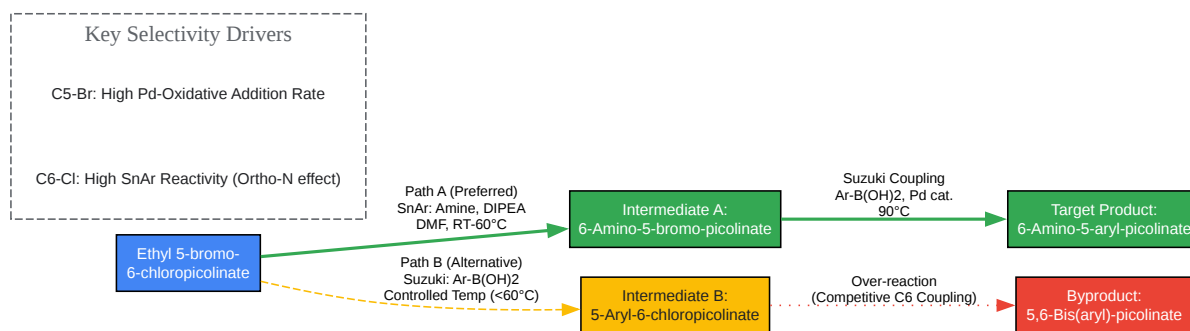 Key Selectivity Drivers
C5-Br: High Pd-Oxidative Addition Rate
C6-Cl: High SnAr Reactivity (Ortho-N effect)
Ethyl 5-bromo-
6-chloropicolinate
Path A (Preferred)
SnAr: Amine, DIPEA
DMF, RT-60°C
Intermediate A:
6-Amino-5-bromo-picolinate
Suzuki Coupling
Ar-B(OH)2, Pd cat.
90°C
Target Product:
6-Amino-5-aryl-picolinate
Path B (Alternative)
Suzuki: Ar-B(OH)2
Controlled Temp (<60°C)
Intermediate B:
5-Aryl-6-chloropicolinate
Over-reaction
(Competitive C6 Coupling)
Byproduct:
5,6-Bis(aryl)-picolinate